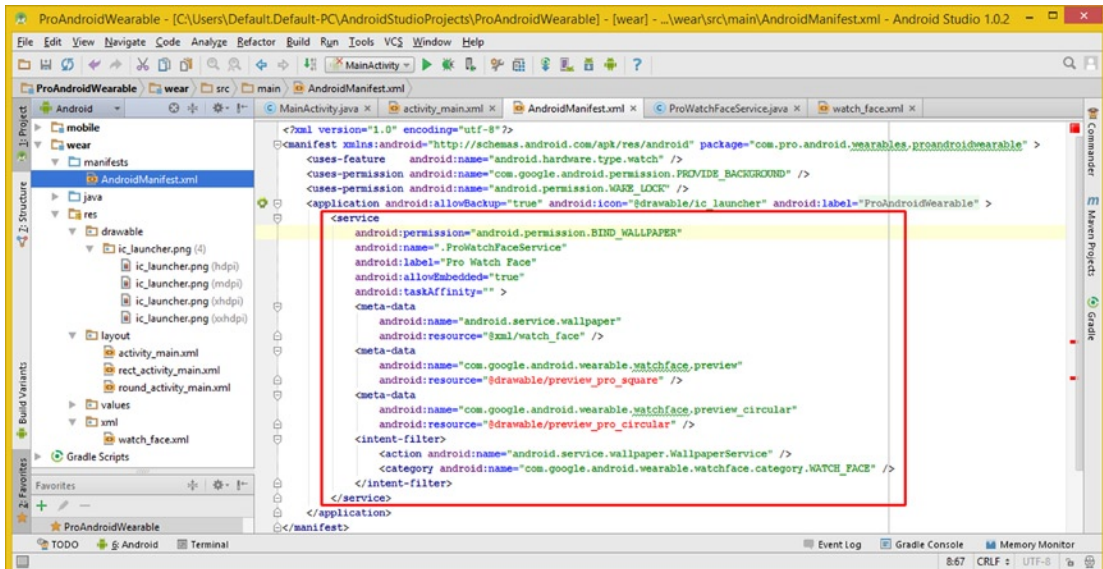 ProAndroidWearable - [C:\Users\Default.Default-PC\AndroidStudioProjects\ProAndroidWearable] - [wear] - ...\wear\src\main\AndroidManifest.xml - Android Studio 1.0.2
File Edit View Navigate Code Analyze Refactor Build Run Tools VCS Window Help
MainActivity
ProAndroidWearable wear src main AndroidManifest.xml
Android
MainActivity.java activity_main.xml AndroidManifest.xml ProWatchFaceService.java watch_face.xml
1: Project
2: Structure
Build Variants
2: Favorites
mobile
wear
manifests
AndroidManifest.xml
java
res
drawable
ic_launcher.png (4)
ic_launcher.png (hdpi)
ic_launcher.png (mdpi)
ic_launcher.png (xhdpi)
ic_launcher.png (xxhdpi)
layout
activity_main.xml
rect_activity_main.xml
round_activity_main.xml
values
xml
watch_face.xml
Gradle Scripts
Favorites
ProAndroidWearable
<?xml version="1.0" encoding="utf-8"?>
<manifest xmlns:android="http://schemas.android.com/apk/res/android" package="com.pro.android.wearables.proandroidwearable" >
<uses-feature android:name="android.hardware.type.watch" />
<uses-permission android:name="com.google.android.permission.PROVIDE_BACKGROUND" />
<uses-permission android:name="android.permission.WAKE_LOCK" />
<application android:allowBackup="true" android:icon="@drawable/ic_launcher" android:label="ProAndroidWearable" >
<service
android:permission="android.permission.BIND_WALLPAPER"
android:name=".ProWatchFaceService"
android:label="Pro Watch Face"
android:allowEmbedded="true"
android:taskAffinity="" >
<meta-data
android:name="android.service.wallpaper"
android:resource="@xml/watch_face" />
<meta-data
android:name="com.google.android.wearable.watchface.preview"
android:resource="@drawable/preview_pro_square" />
<meta-data
android:name="com.google.android.wearable.watchface.preview_circular"
android:resource="@drawable/preview_pro_circular" />
<intent-filter>
<action android:name="android.service.wallpaper.WallpaperService" />
<category android:name="com.google.android.wearable.watchface.category.WATCH_FACE" />
</intent-filter>
</service>
</application>
</manifest>
Commander
Maven Projects
Gradle
TODO 6: Android Terminal Event Log Gradle Console Memory Monitor
8:67 CRLF UTF-8